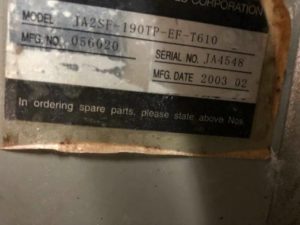 CORPORATION
MODEL JA2SF-190TP-EF-T610
MFG. NO. 056020
SERIAL NO. JA4548
MFG. DATE 2003 02
In ordering spare parts, please state above Nos.